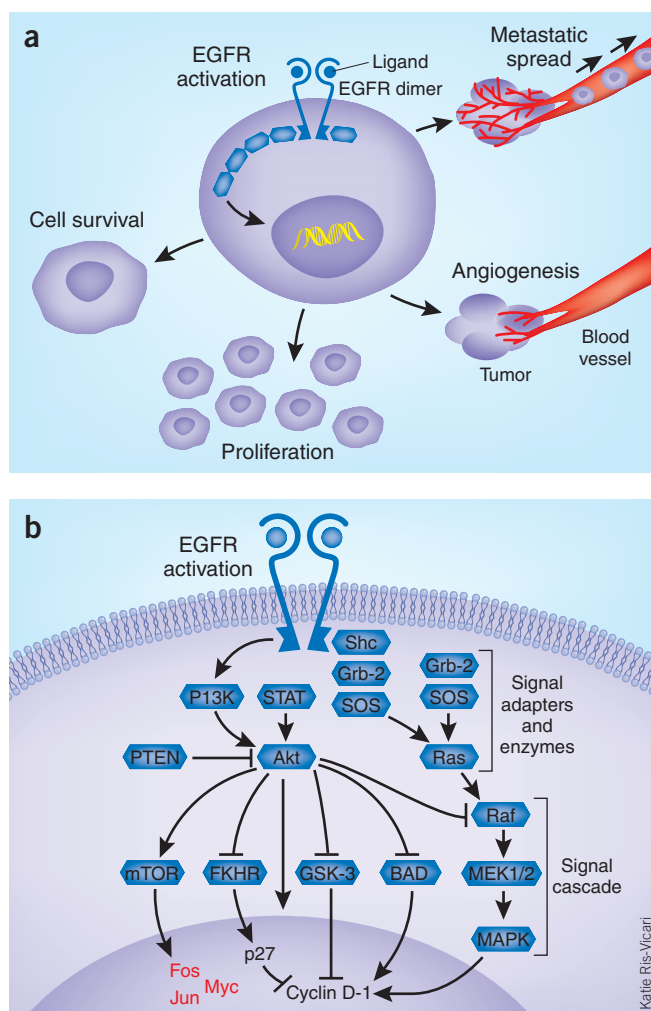 a
EGFR
activation
Ligand
EGFR dimer
Metastatic
spread
Cell survival
Angiogenesis
Tumor
Blood
vessel
Proliferation
b
EGFR
activation
Shc
Grb-2
SOS
Grb-2
SOS
Signal
adapters
and
enzymes
P13K
STAT
PTEN
Akt
Ras
Raf
mTOR
FKHR
GSK-3
BAD
MEK1/2
Signal
cascade
MAPK
Fos
Jun
Myc
p27
Cyclin D-1
Katie Ris-Vicari